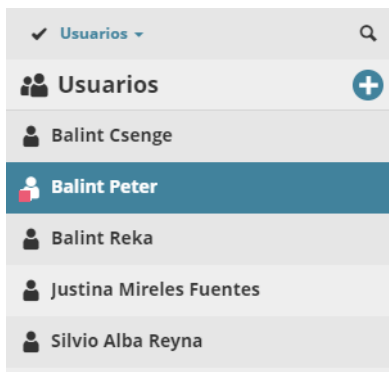 Usuarios
Usuarios
Balint Csenge
Balint Peter
Balint Reka
Justina Mireles Fuentes
Silvio Alba Reyna